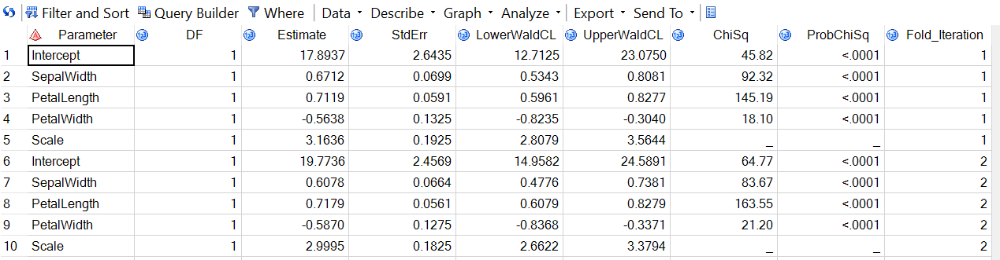 Filter and Sort Query Builder Where Data Describe Graph Analyze Export Send To
Parameter DF Estimate StdErr LowerWaldCL UpperWaldCL ChiSq ProbChiSq Fold_Iteration
1 Intercept 1 17.8937 2.6435 12.7125 23.0750 45.82 <.0001 1
2 SepalWidth 1 0.6712 0.0699 0.5343 0.8081 92.32 <.0001 1
3 PetalLength 1 0.7119 0.0591 0.5961 0.8277 145.19 <.0001 1
4 PetalWidth 1 -0.5638 0.1325 -0.8235 -0.3040 18.10 <.0001 1
5 Scale 1 3.1636 0.1925 2.8079 3.5644 _ _ 1
6 Intercept 1 19.7736 2.4569 14.9582 24.5891 64.77 <.0001 2
7 SepalWidth 1 0.6078 0.0664 0.4776 0.7381 83.67 <.0001 2
8 PetalLength 1 0.7179 0.0561 0.6079 0.8279 163.55 <.0001 2
9 PetalWidth 1 -0.5870 0.1275 -0.8368 -0.3371 21.20 <.0001 2
10 Scale 1 2.9995 0.1825 2.6622 3.3794 _ _ 2